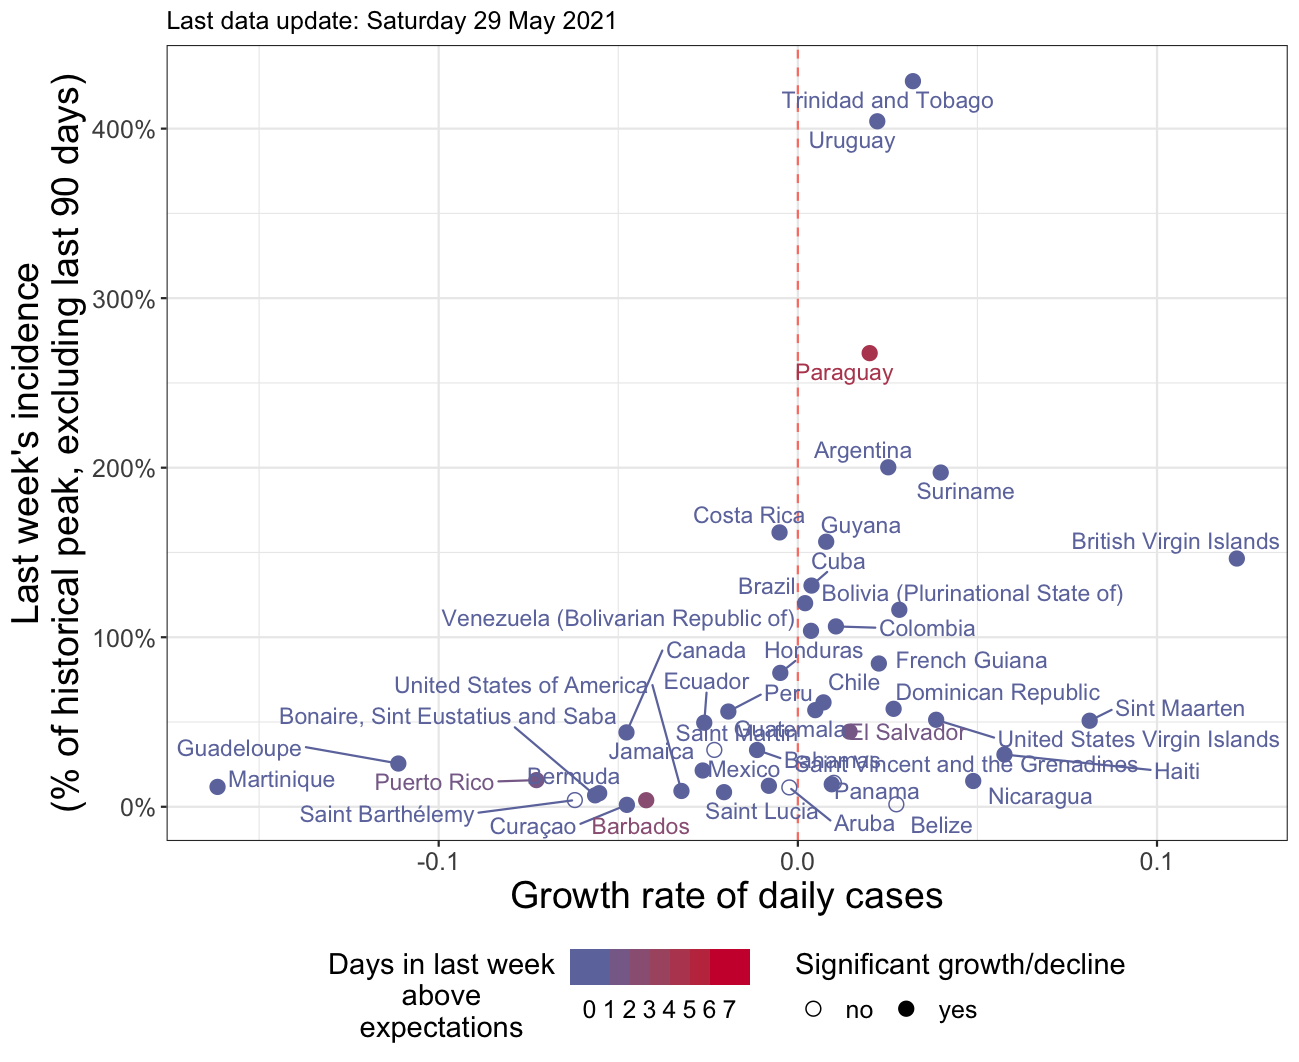 Last data update: Saturday 29 May 2021
Last week's incidence
(% of historical peak, excluding last 90 days)
400%
300%
200%
100%
0%
Trinidad and Tobago
Uruguay
Paraguay
Argentina
Suriname
Costa Rica
Guyana
British Virgin Islands
Cuba
Brazil
Bolivia (Plurinational State of)
Venezuela (Bolivarian Republic of)
Colombia
Canada
Honduras
French Guiana
United States of America
Ecuador
Peru
Chile
Dominican Republic
Bonaire, Sint Eustatius and Saba
Sint Maarten
Saint Martin
Guatemala
El Salvador
United States Virgin Islands
Guadeloupe
Jamaica
Bahamas
Saint Vincent and the Grenadines
Haiti
Martinique
Puerto Rico
Bermuda
Mexico
Panama
Nicaragua
Saint Barthélemy
Curaçao
Barbados
Saint Lucia
Aruba
Belize
-0.1
0.0
0.1
Growth rate of daily cases
Days in last week
above
expectations
0 1 2 3 4 5 6 7
Significant growth/decline
no
yes